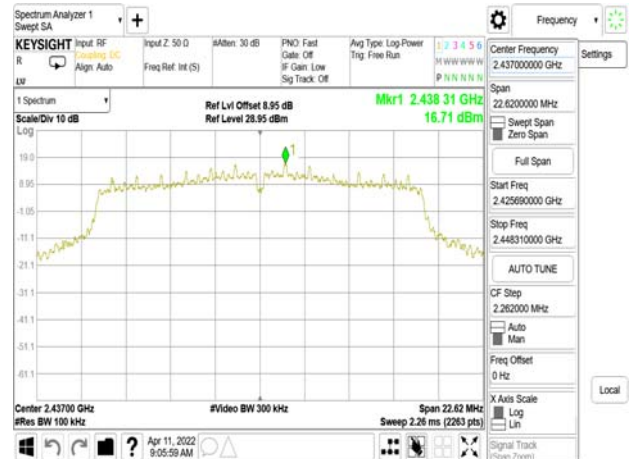 Spectrum Analyzer 1
Swept SA
+
Frequency
KEYSIGHT
R
LV
Input: RF
Coupling: DC
Align: Auto
Input Z: 50 Ω
Freq Ref: Int (S)
#Atten: 30 dB
PNO: Fast
Gate: Off
IF Gain: Low
Sig Track: Off
Avg Type: Log-Power
Trig: Free Run
1 2 3 4 5 6
M W W W W W
P N N N N N
1 Spectrum
Scale/Div 10 dB
Log
Ref Lvl Offset 8.95 dB
Ref Level 28.95 dBm
Mkr1 2.438 31 GHz
16.71 dBm
1
19.0
8.95
-1.05
-11.1
-21.1
-31.1
-41.1
-51.1
-61.1
Center 2.43700 GHz
#Res BW 100 kHz
#Video BW 300 kHz
Span 22.62 MHz
Sweep 2.26 ms (2263 pts)
?
Apr 11, 2022
9:05:59 AM
Center Frequency
2.437000000 GHz
Settings
Span
22.6200000 MHz
Swept Span
Zero Span
Full Span
Start Freq
2.425690000 GHz
Stop Freq
2.448310000 GHz
AUTO TUNE
CF Step
2.262000 MHz
Auto
Man
Freq Offset
0 Hz
X Axis Scale
Log
Lin
Local
Signal Track
(Span Zoom)